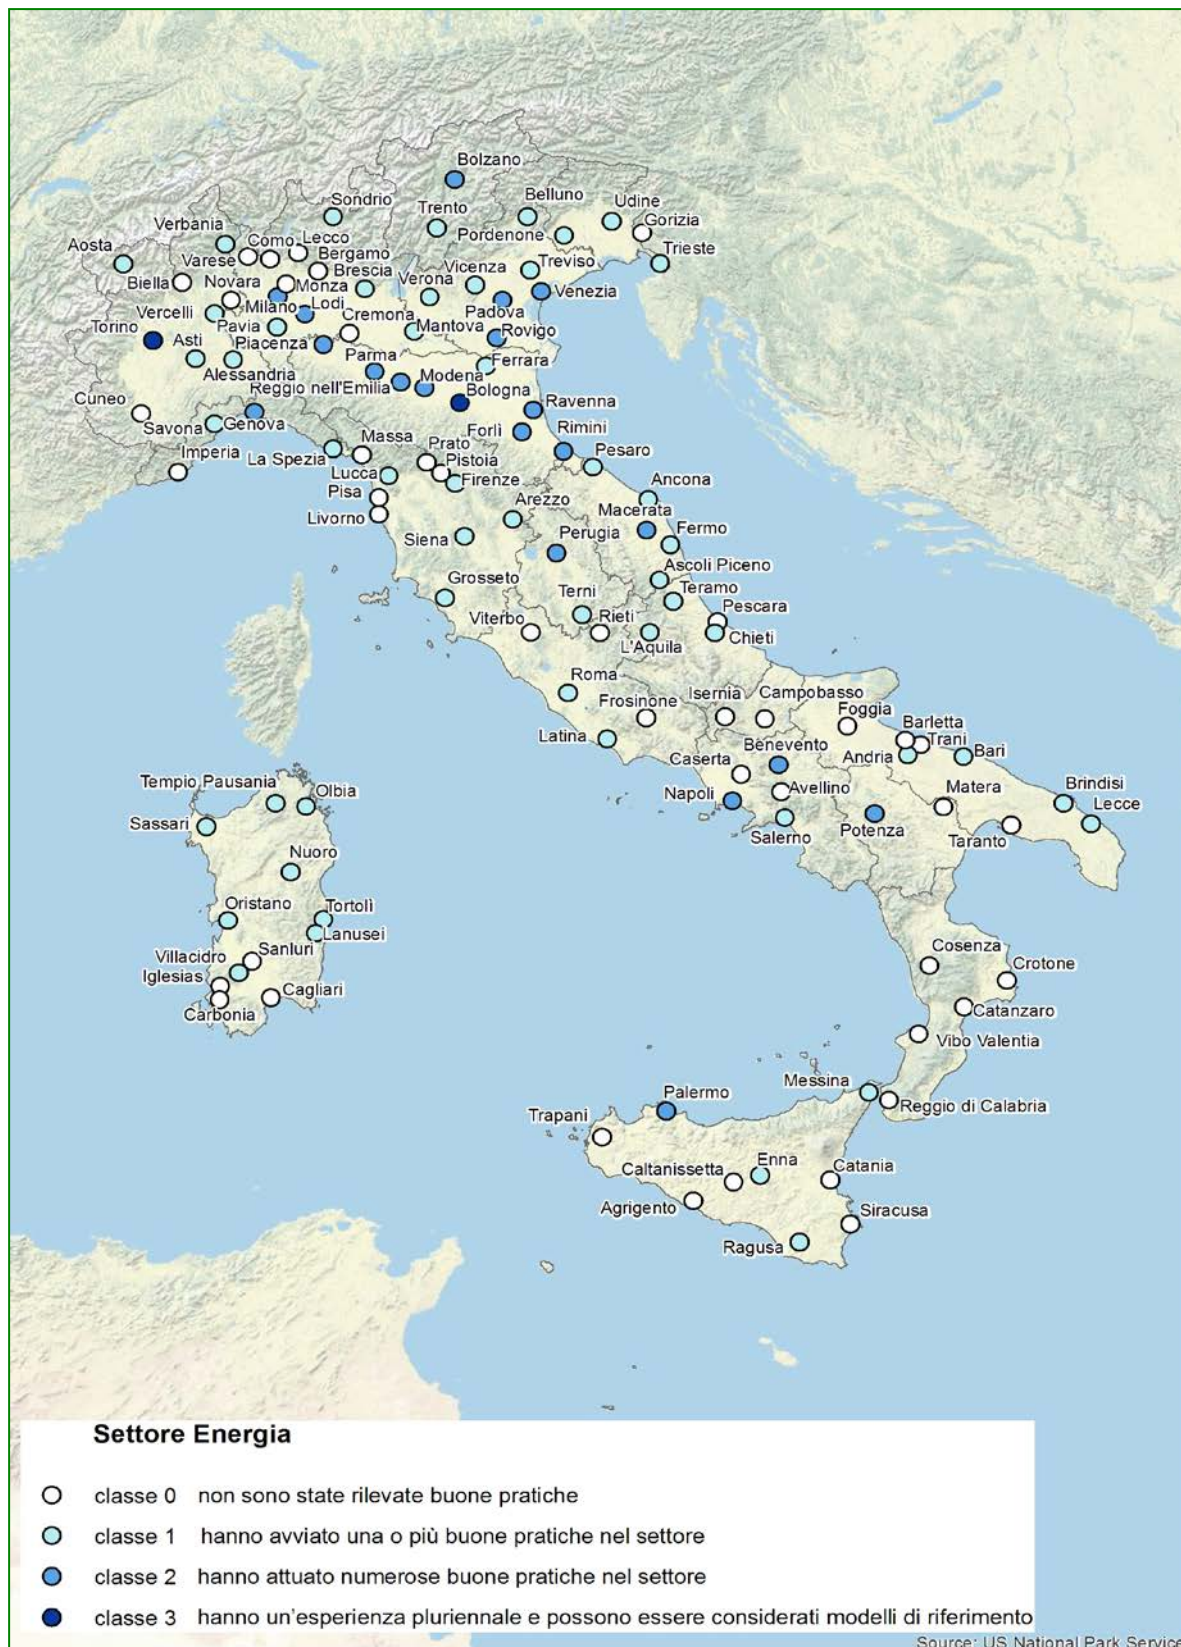 Bolzano
Sondrio
Belluno
Udine
Trento
Verbania
Gorizia
Pordenone
Como
Lecco
Aosta
Varese
Bergamo
Trieste
Treviso
Vicenza
Brescia
Verona
Biella
Monza
Novara
Venezia
Milano
Lodi
Padova
Vercelli
Cremona
Torino
Pavia
Mantova
Rovigo
Asti
Piacenza
Parma
Ferrara
Alessandria
Modena
Reggio nell'Emilia
Bologna
Cuneo
Ravenna
Savona
Genova
Forlì
Rimini
Massa
Prato
Imperia
La Spezia
Pistoia
Pesaro
Lucca
Firenze
Ancona
Pisa
Arezzo
Macerata
Livorno
Perugia
Fermo
Siena
Ascoli Piceno
Grosseto
Terni
Teramo
Pescara
Viterbo
Rieti
L'Aquila
Chieti
Roma
Isernia
Campobasso
Frosinone
Foggia
Barletta
Latina
Trani
Benevento
Andria
Bari
Caserta
Tempio Pausania
Olbia
Napoli
Avellino
Matera
Brindisi
Lecce
Sassari
Salerno
Potenza
Taranto
Nuoro
Oristano
Tortolì
Lanusei
Villacidro
Sanluri
Cosenza
Iglesias
Crotone
Cagliari
Carbonia
Catanzaro
Vibo Valentia
Messina
Palermo
Reggio di Calabria
Trapani
Enna
Caltanissetta
Catania
Agrigento
Siracusa
Ragusa
Settore Energia
classe 0 non sono state rilevate buone pratiche
classe 1 hanno avviato una o più buone pratiche nel settore
classe 2 hanno attuato numerose buone pratiche nel settore
classe 3 hanno un'esperienza pluriennale e possono essere considerati modelli di riferimento
Source: US National Park Service